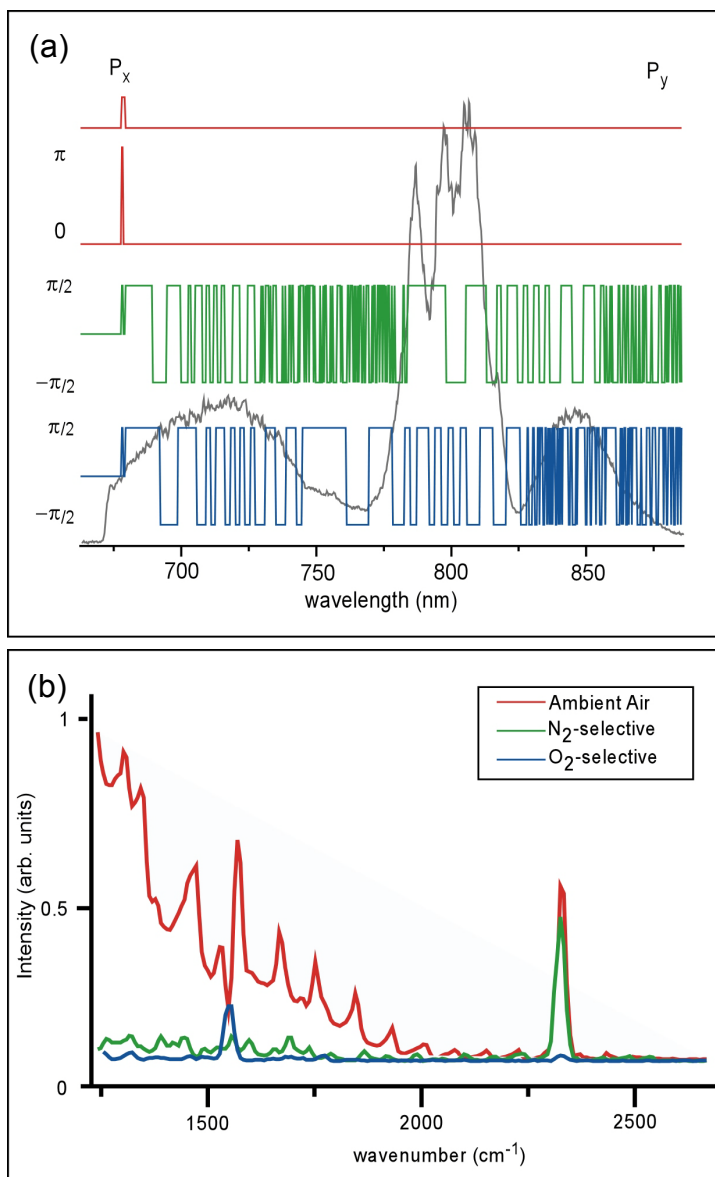 (a)
Pₓ
P_y
π
0
π/2
−π/2
π/2
−π/2
700
750
800
850
wavelength (nm)
(b)
Ambient Air
N₂-selective
O₂-selective
1
0.5
0
Intensity (arb. units)
1500
2000
2500
wavenumber (cm⁻¹)